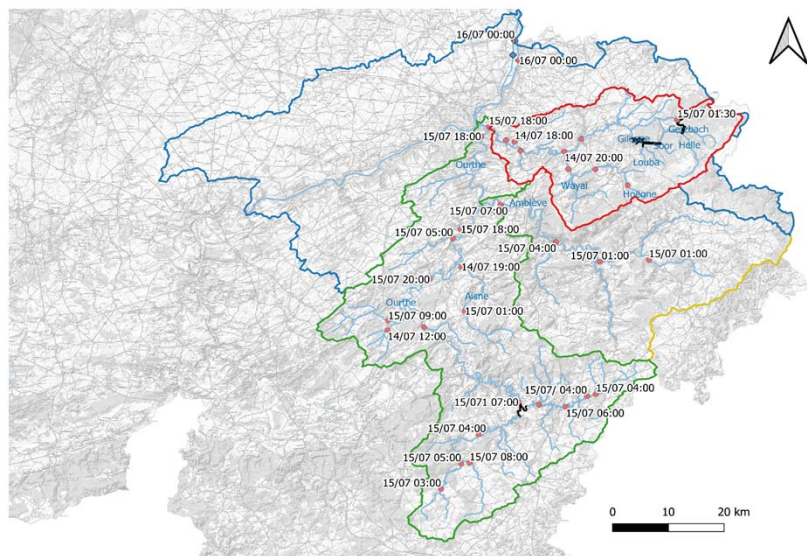 16/07 00:00
16/07 00:00
15/07 01:30
15/07 18:00
15/07 18:00
14/07 18:00
Gileppe
Getzbach
Soor
Helle
14/07 20:00
Louba
Ourthe
Wayai
Hoëgne
Amblève
15/07 07:00
15/07 18:00
15/07 05:00
15/07 04:00
15/07 01:00
15/07 01:00
14/07 19:00
15/07 20:00
Aisne
Ourthe
15/07 09:00
15/07 01:00
14/07 12:00
15/07/ 04:00
15/07 04:00
15/071 07:00
15/07 06:00
15/07 04:00
15/07 05:00
15/07 08:00
15/07 03:00
0 10 20 km